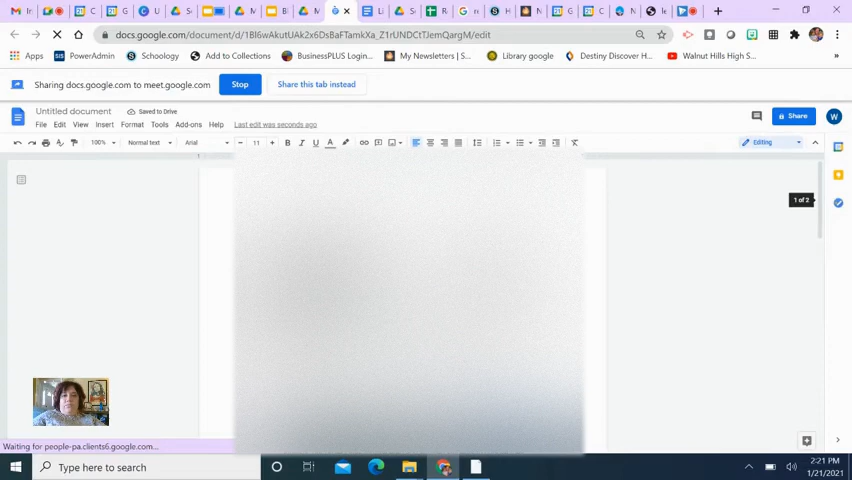 docs.google.com/document/d/1Bl6wAkutUAk2x6DsBaFTamkXa_Z1rUNDCtTJemQargM/edit
Apps PowerAdmin Schoology Add to Collections BusinessPLUS Login... My Newsletters | S... Library google Destiny Discover H... Walnut Hills High S...
Sharing docs.google.com to meet.google.com Stop Share this tab instead
Untitled document Saved to Drive
Share W
File Edit View Insert Format Tools Add-ons Help Last edit was seconds ago
100% Normal text Arial 11 B I U A Editing
1 of 2
Waiting for people-pa.clients6.google.com...
Type here to search
2:21 PM
1/21/2021